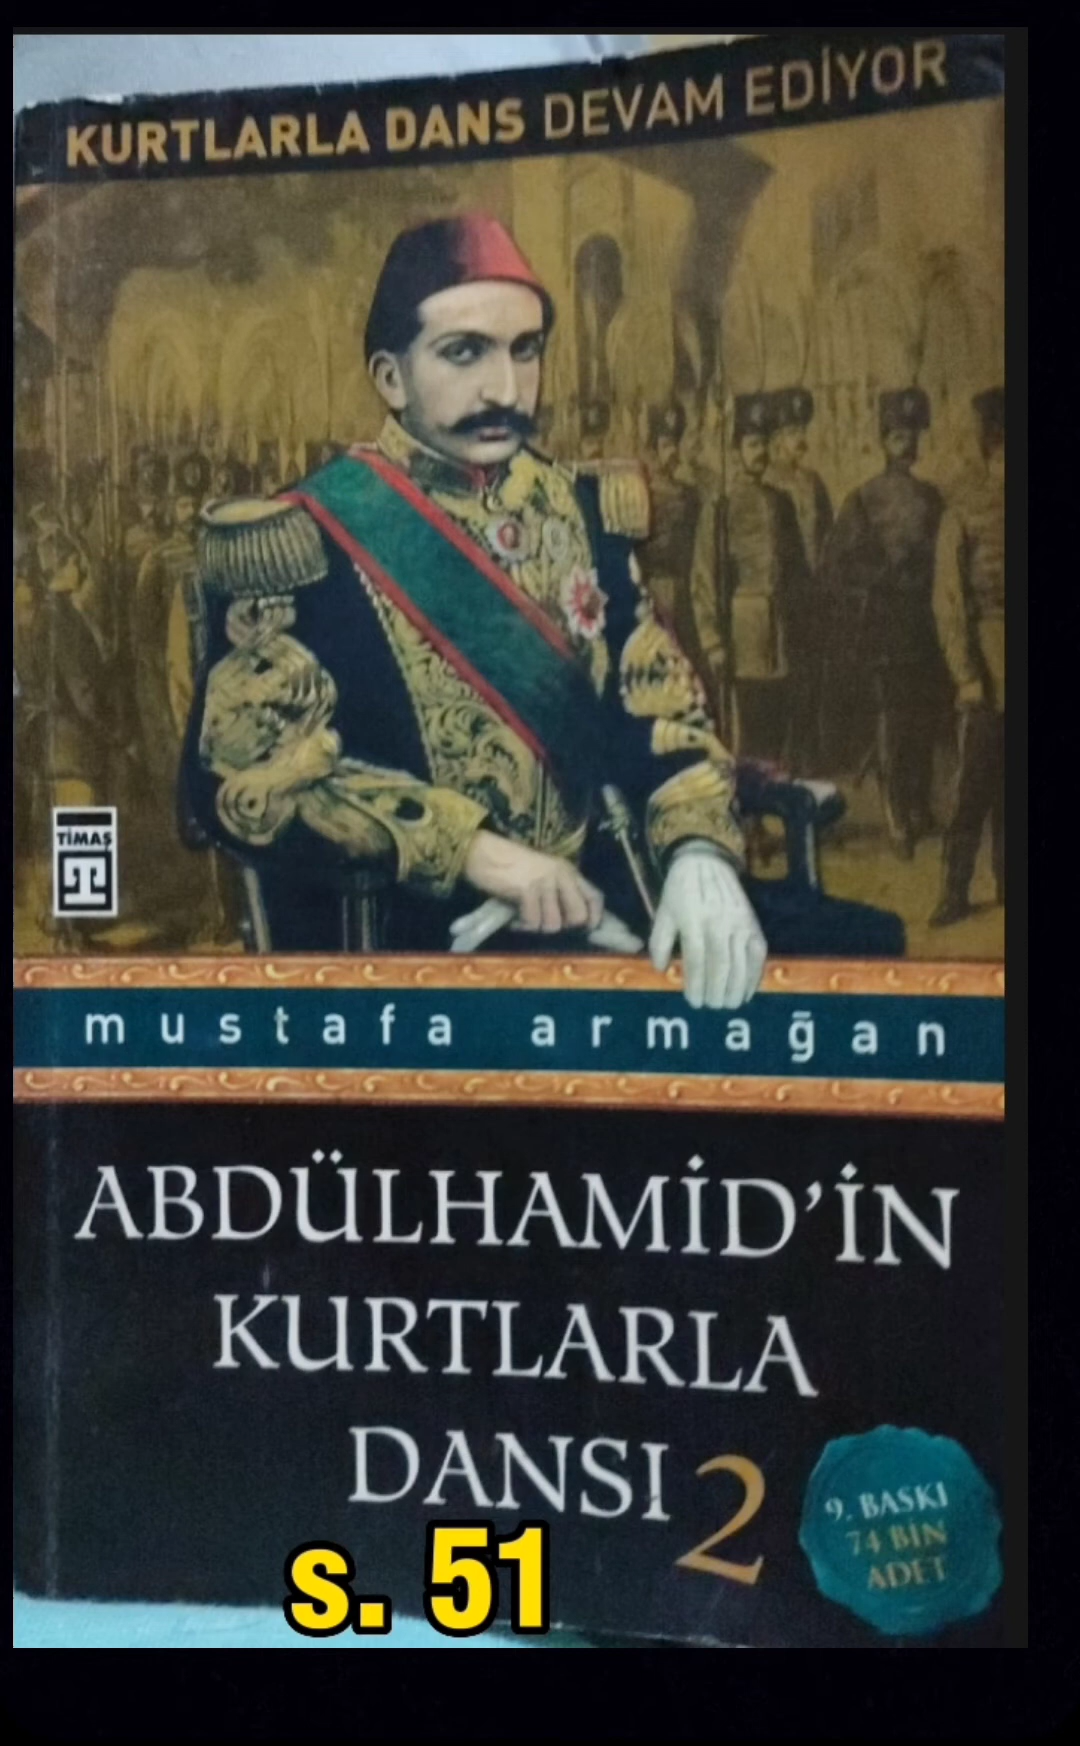 KURTLARLA DANS DEVAM EDİYOR
TİMAŞ
mustafa armağan
ABDÜLHAMİD'İN
KURTLARLA
DANSI 2
9. BASKI
74 BİN
ADET
s. 51